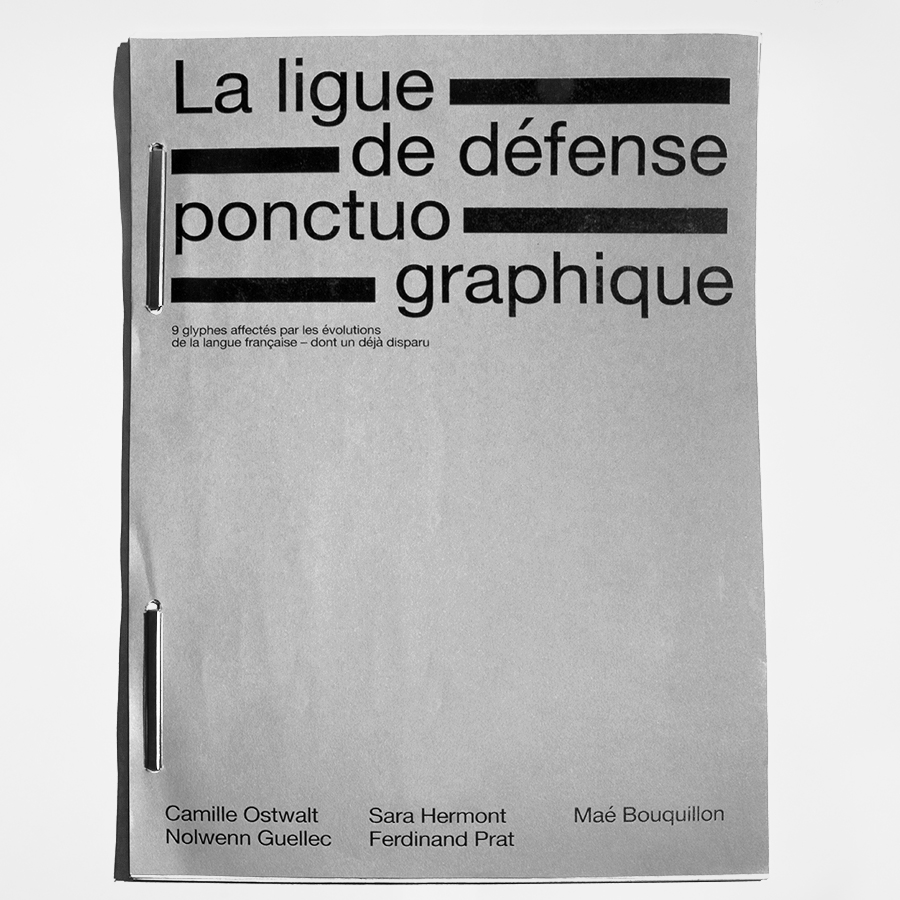 La ligue
de défense
ponctuo
graphique
9 glyphes affectés par les évolutions
de la langue française – dont un déjà disparu
Camille Ostwalt
Nolwenn Guellec
Sara Hermont
Ferdinand Prat
Maé Bouquillon